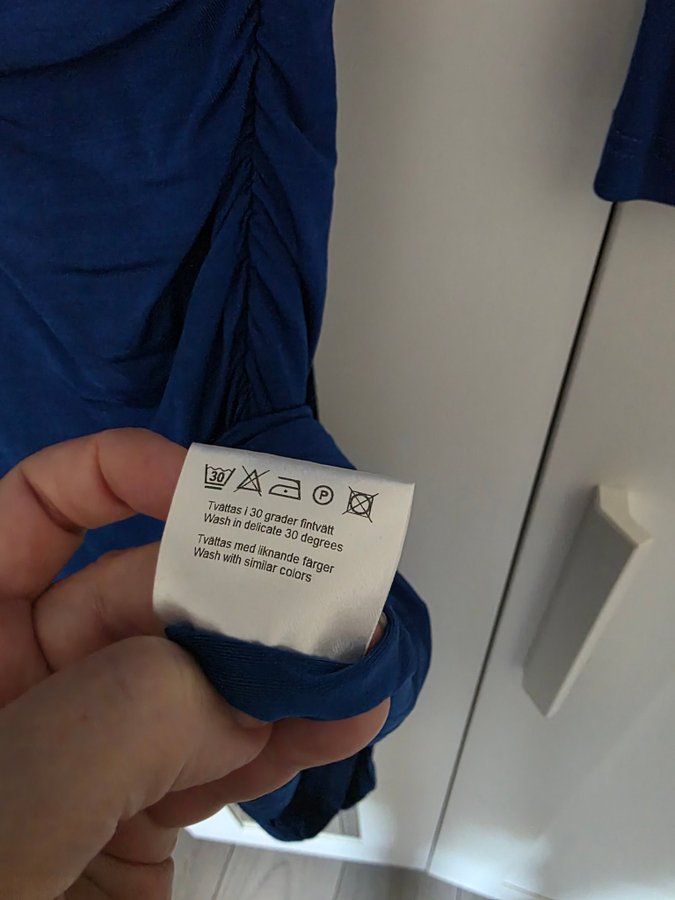 30 P
Tvättas i 30 grader fintvätt
Wash in delicate 30 degrees
Tvättas med liknande färger
Wash with similar colors